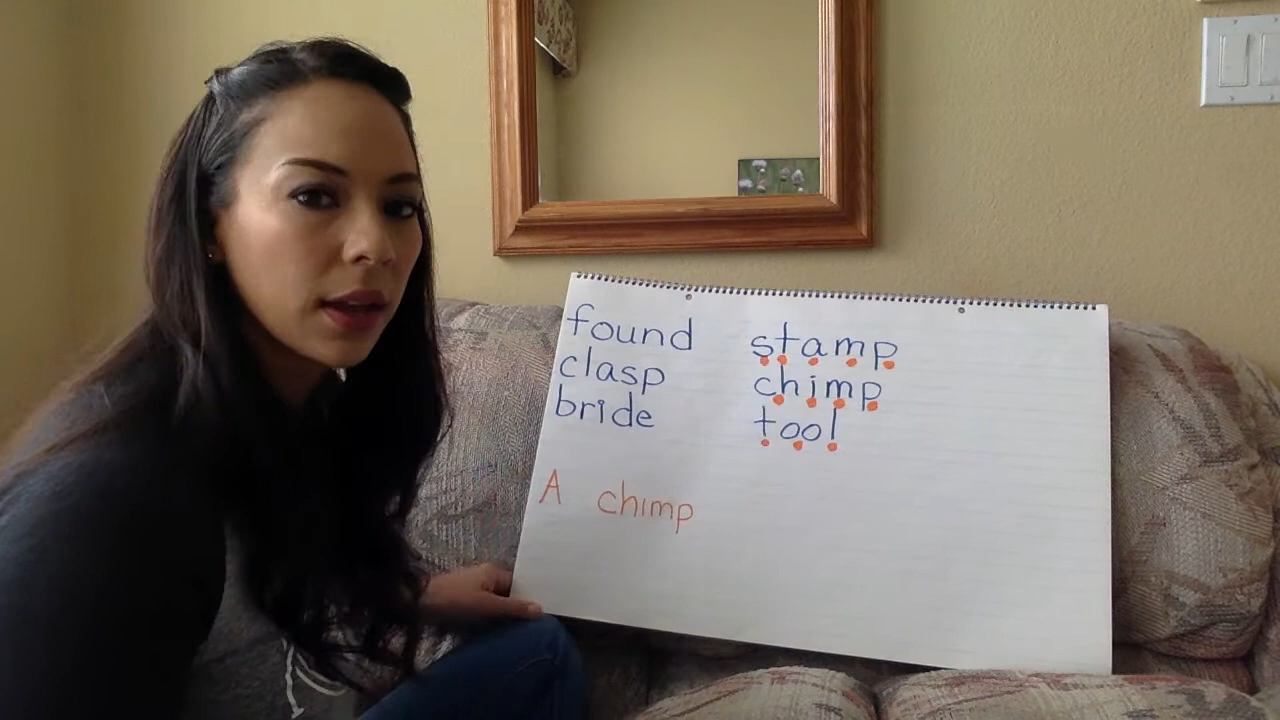 found
clasp
bride
stamp
chimp
tool
A chimp